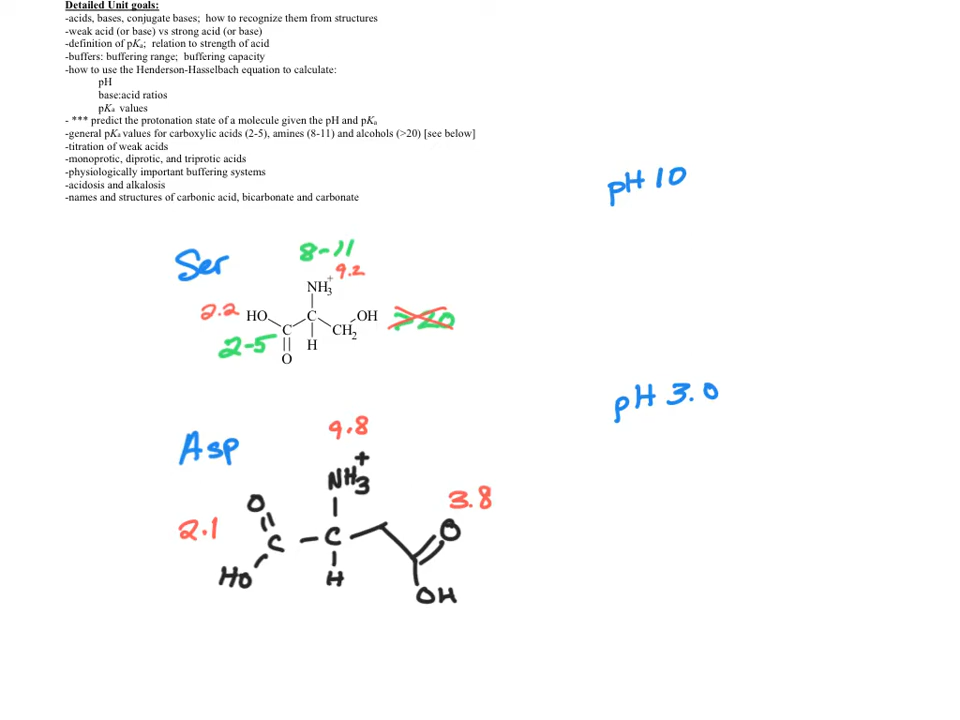 Detailed Unit goals:
-acids, bases, conjugate bases; how to recognize them from structures
-weak acid (or base) vs strong acid (or base)
-definition of pKa; relation to strength of acid
-buffers: buffering range; buffering capacity
-how to use the Henderson-Hasselbach equation to calculate:
pH
base:acid ratios
pKa values
- *** predict the protonation state of a molecule given the pH and pKa
-general pKa values for carboxylic acids (2-5), amines (8-11) and alcohols (>20) [see below]
-titration of weak acids
-monoprotic, diprotic, and triprotic acids
-physiologically important buffering systems
-acidosis and alkalosis
-names and structures of carbonic acid, bicarbonate and carbonate
pH 10
Ser
8-11
9.2
NH3+
2.2 HO C OH >20
C CH2
2-5 H
O
pH 3.0
9.8
Asp
NH3+
O 3.8
2.1 O
C - C
HO H
OH